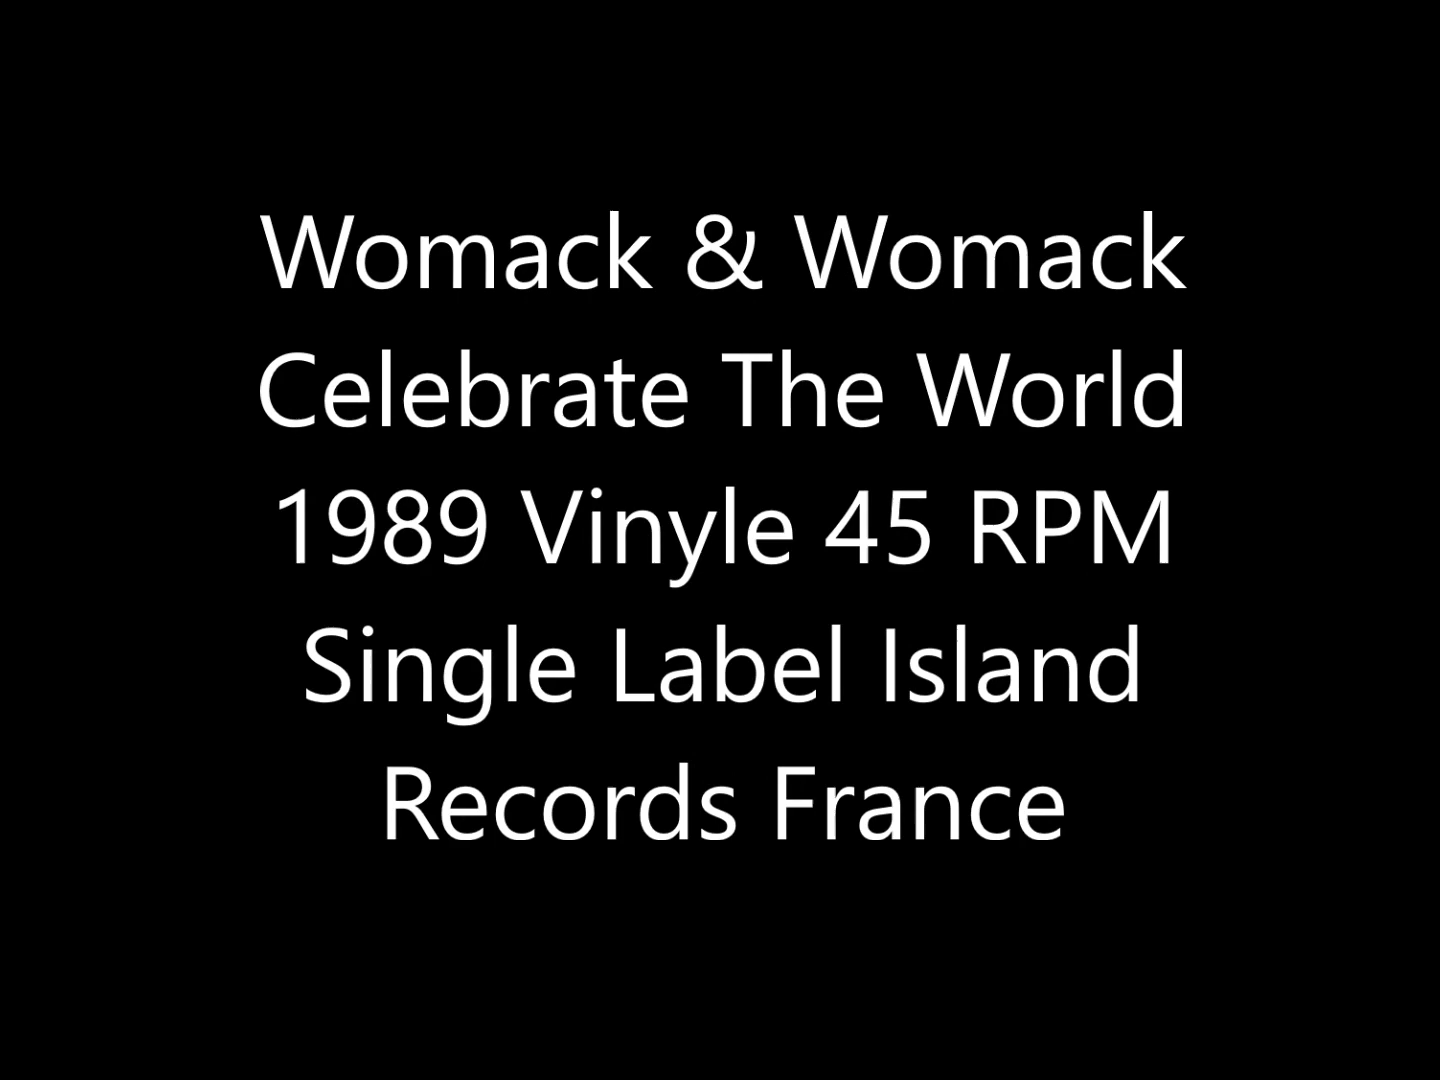 Womack & Womack
Celebrate The World
1989 Vinyle 45 RPM
Single Label Island
Records France